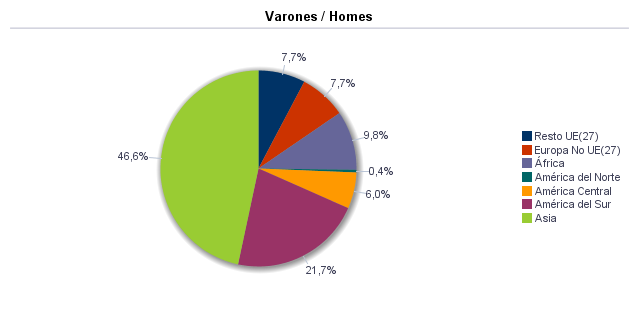 Varones / Homes
7,7%
7,7%
9,8%
0,4%
6,0%
21,7%
46,6%
Resto UE(27)
Europa No UE(27)
África
América del Norte
América Central
América del Sur
Asia